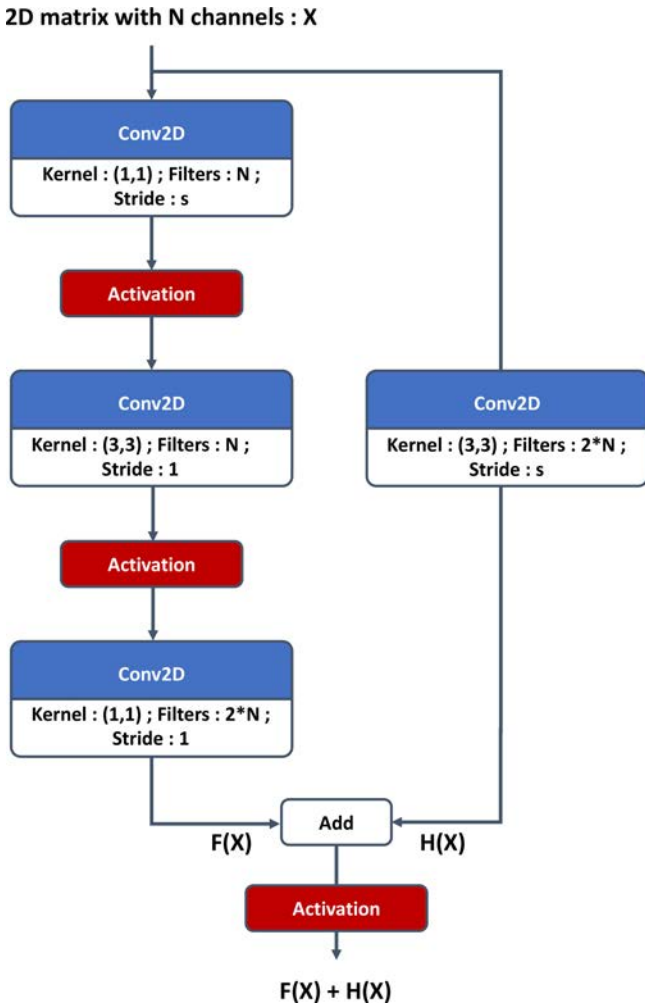 2D matrix with N channels : X
Conv2D
Kernel : (1,1) ; Filters : N ;
Stride : s
Activation
Conv2D
Kernel : (3,3) ; Filters : N ;
Stride : 1
Conv2D
Kernel : (3,3) ; Filters : 2*N ;
Stride : s
Activation
Conv2D
Kernel : (1,1) ; Filters : 2*N ;
Stride : 1
Add
F(X)
H(X)
Activation
F(X) + H(X)